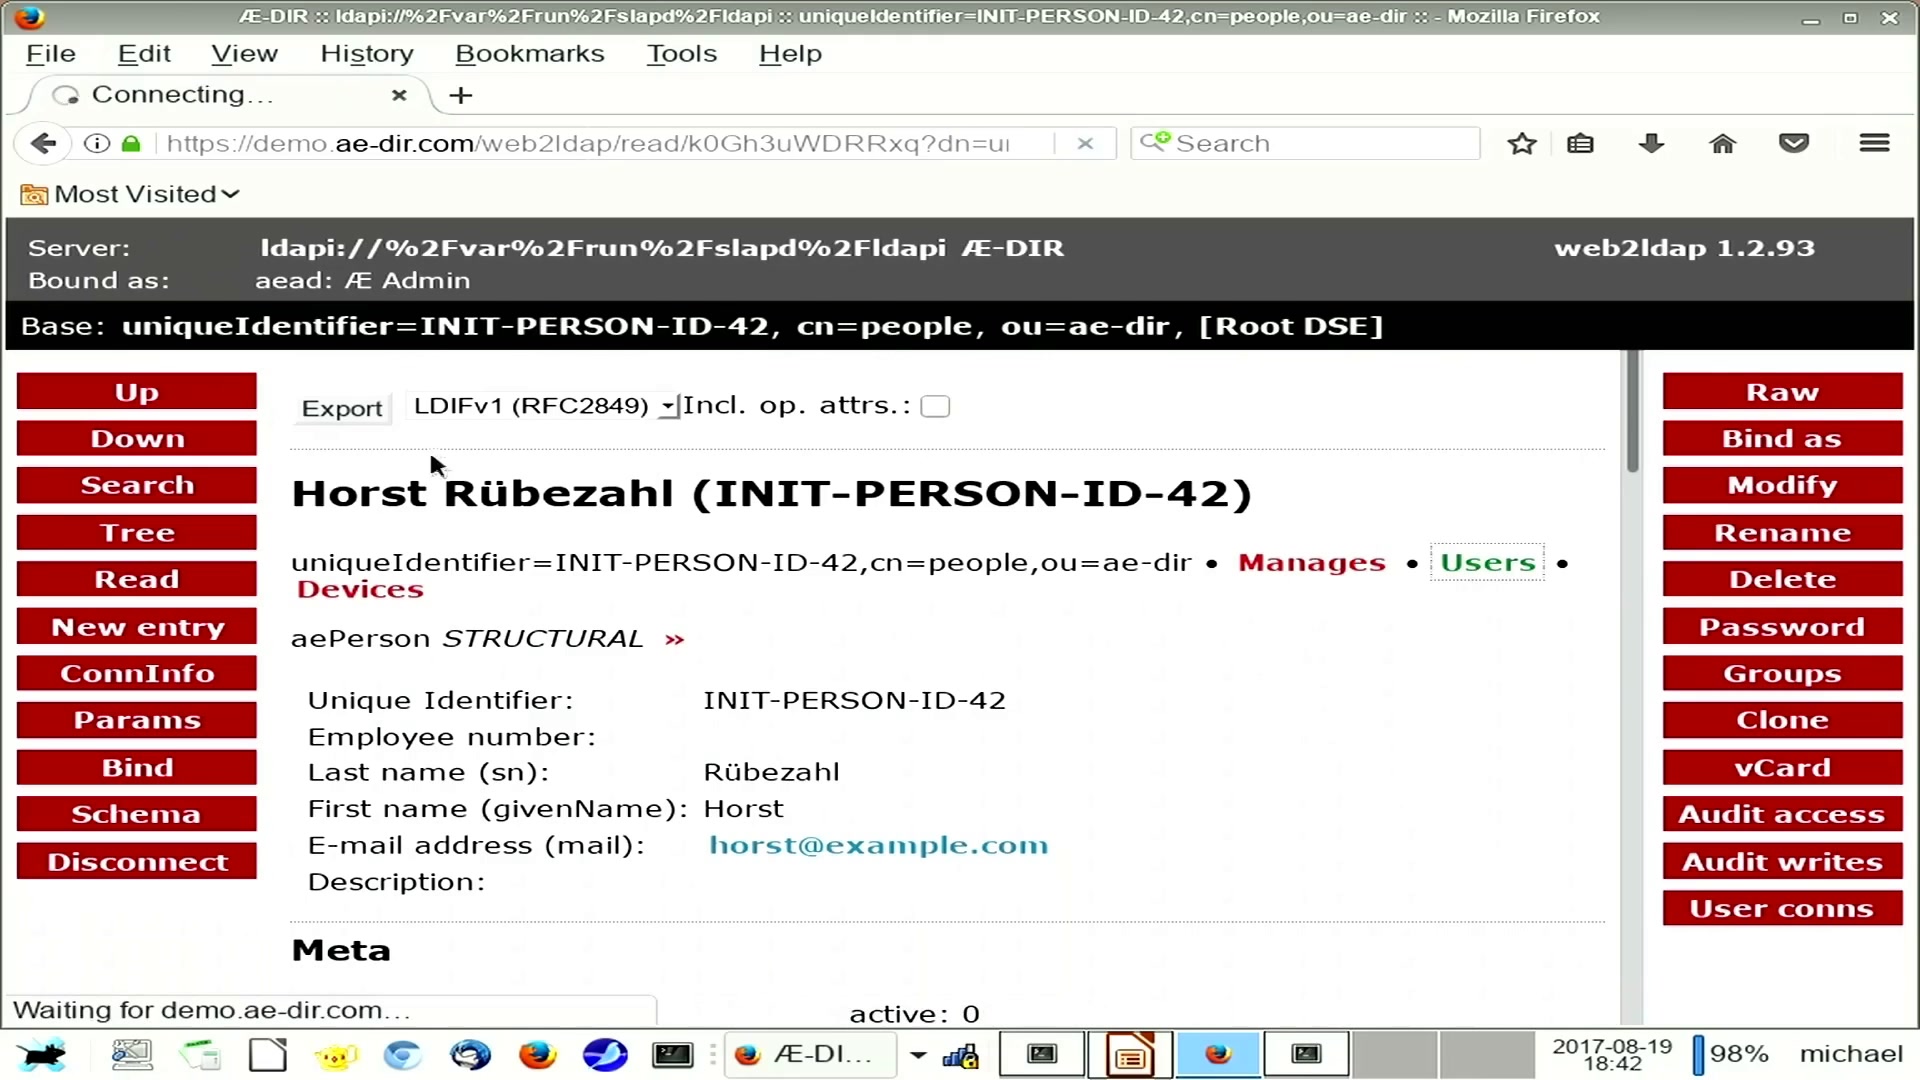 Æ-DIR :: ldapi://%2Fvar%2Frun%2Fslapd%2Fldapi :: uniqueIdentifier=INIT-PERSON-ID-42,cn=people,ou=ae-dir :: - Mozilla Firefox
File Edit View History Bookmarks Tools Help
Connecting...
https://demo.ae-dir.com/web2ldap/read/k0Gh3uWDRRxq?dn=u
Search
Most Visited
Server: ldapi://%2Fvar%2Frun%2Fslapd%2Fldapi Æ-DIR web2ldap 1.2.93
Bound as: aead: Æ Admin
Base: uniqueIdentifier=INIT-PERSON-ID-42, cn=people, ou=ae-dir, [Root DSE]
Up
Down
Search
Tree
Read
New entry
ConnInfo
Params
Bind
Schema
Disconnect
Export LDIFv1 (RFC2849) Incl. op. attrs.:
Horst Rübezahl (INIT-PERSON-ID-42)
uniqueIdentifier=INIT-PERSON-ID-42,cn=people,ou=ae-dir • Manages • Users •
Devices
aePerson STRUCTURAL »
Unique Identifier: INIT-PERSON-ID-42
Employee number:
Last name (sn): Rübezahl
First name (givenName): Horst
E-mail address (mail): horst@example.com
Description:
Meta
active: 0
Raw
Bind as
Modify
Rename
Delete
Password
Groups
Clone
vCard
Audit access
Audit writes
User conns
Waiting for demo.ae-dir.com...
Æ-DI...
2017-08-19
18:42
98%
michael